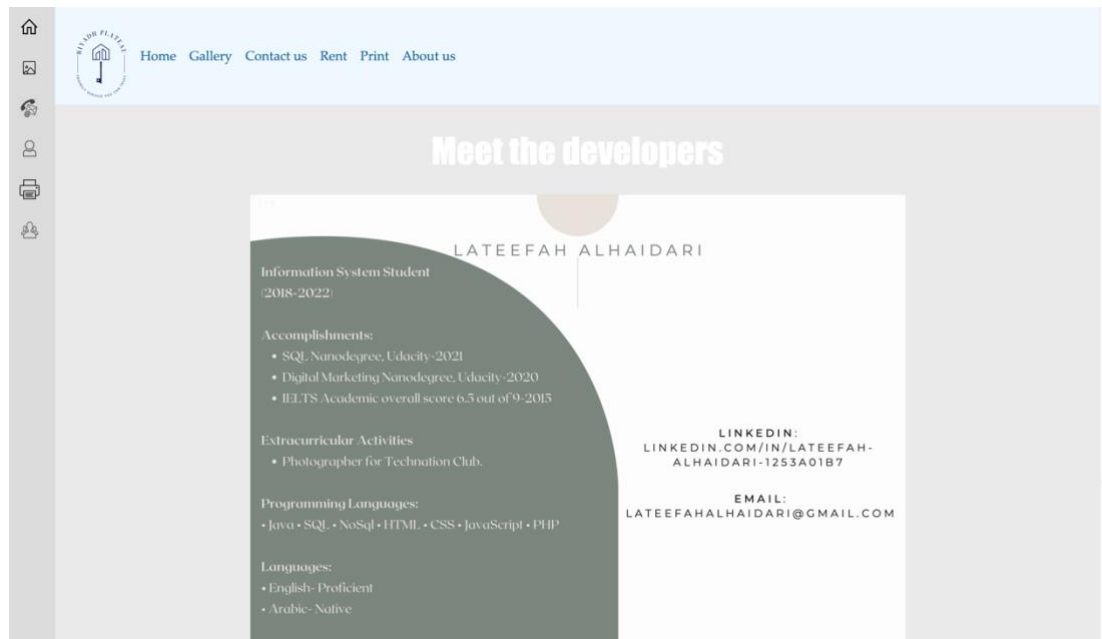 RIYADH PLATEAU
Home Gallery Contact us Rent Print About us
Meet the developers
LATEEFAH ALHAIDARI
Information System Student
(2018-2022)
Accomplishments:
• SQL Nanodegree, Udacity-2021
• Digital Marketing Nanodegree, Udacity-2020
• IELTS Academic overall score 6.5 out of 9-2015
Extracurricular Activities
• Photographer for Technation Club.
Programming Languages:
• Java • SQL • NoSql • HTML • CSS • JavaScript • PHP
Languages:
• English- Proficient
• Arabic- Native
LINKEDIN:
LINKEDIN.COM/IN/LATEEFAH-
ALHAIDARI-1253A01B7
EMAIL:
LATEEFAHALHAIDARI@GMAIL.COM